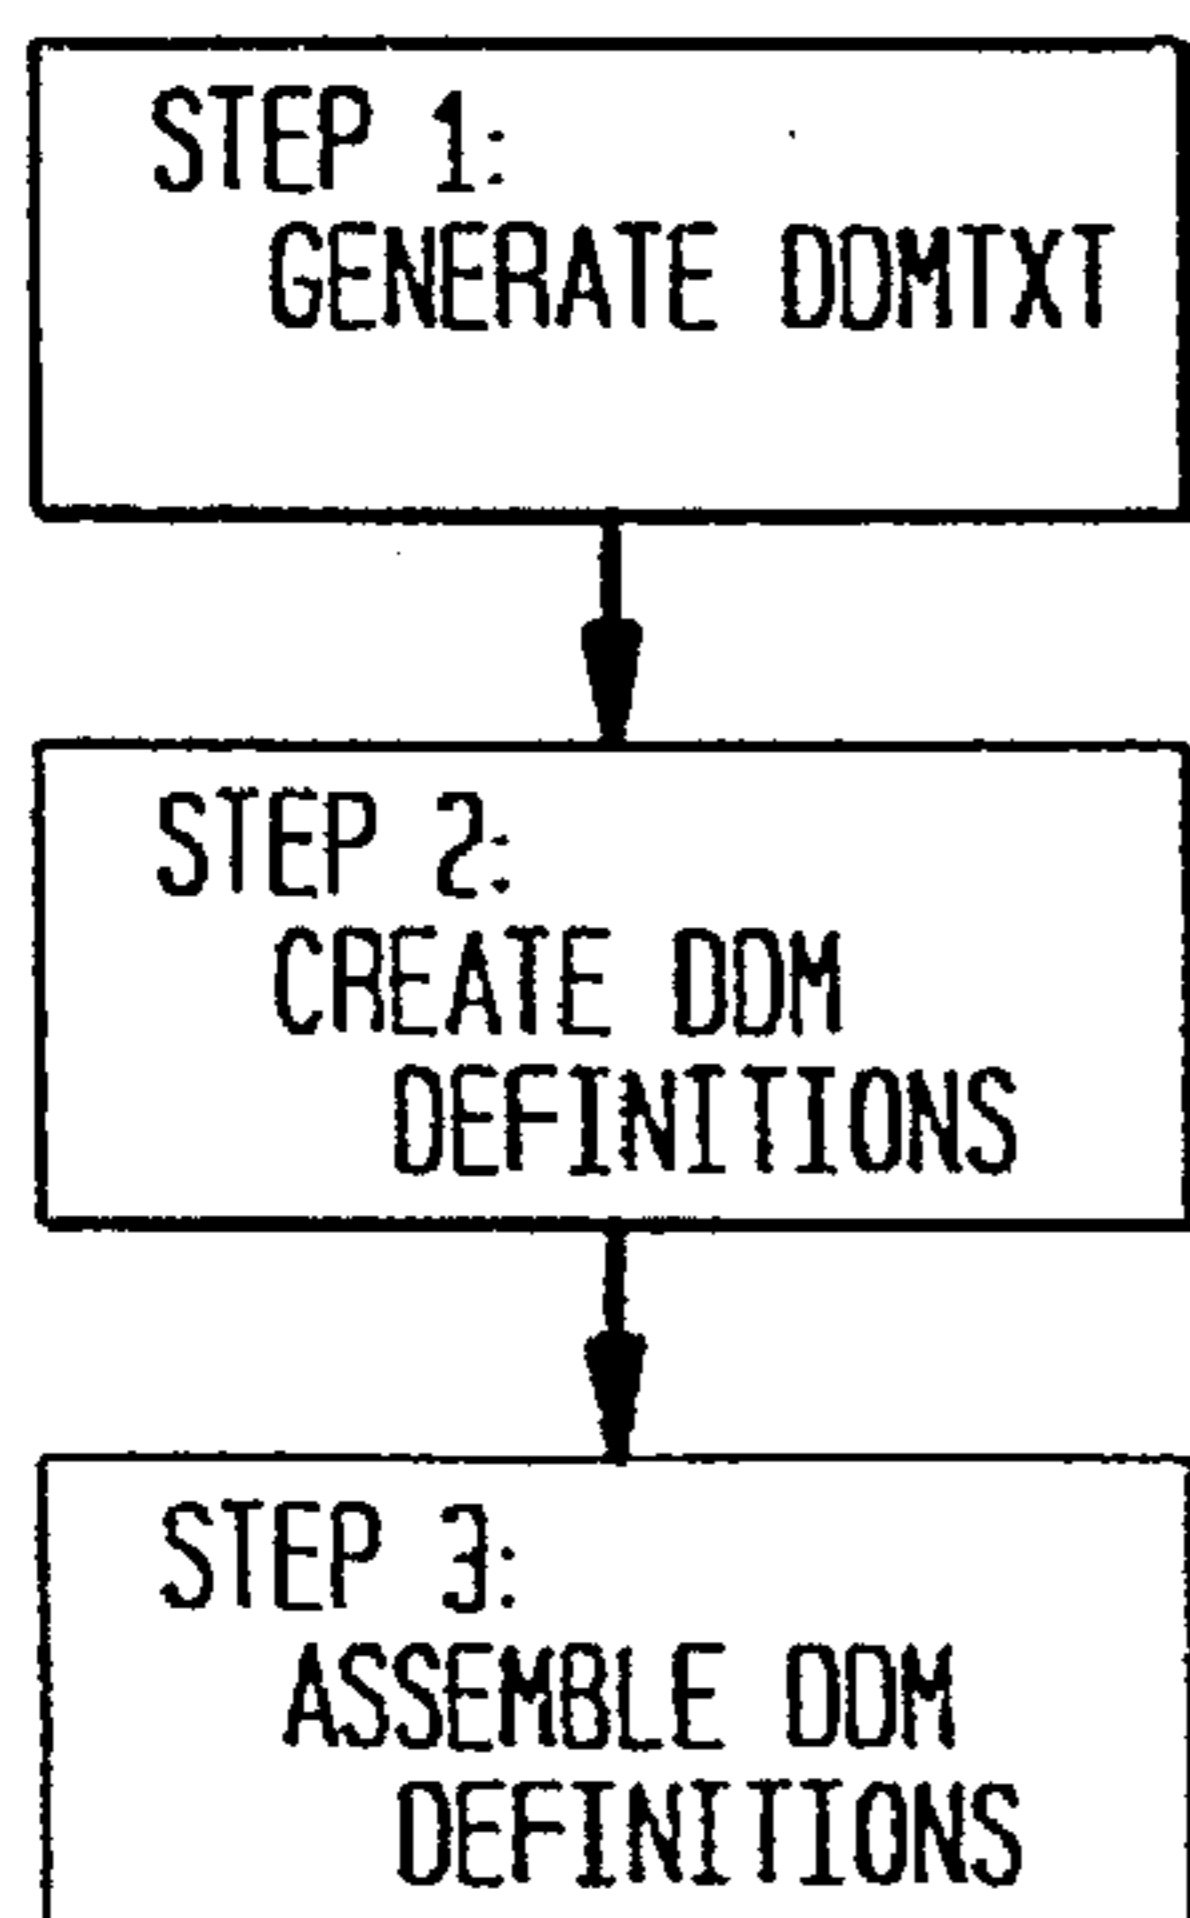 STEP 1:
GENERATE DDMTXT
STEP 2:
CREATE DDM
DEFINITIONS
STEP 3:
ASSEMBLE DDM
DEFINITIONS